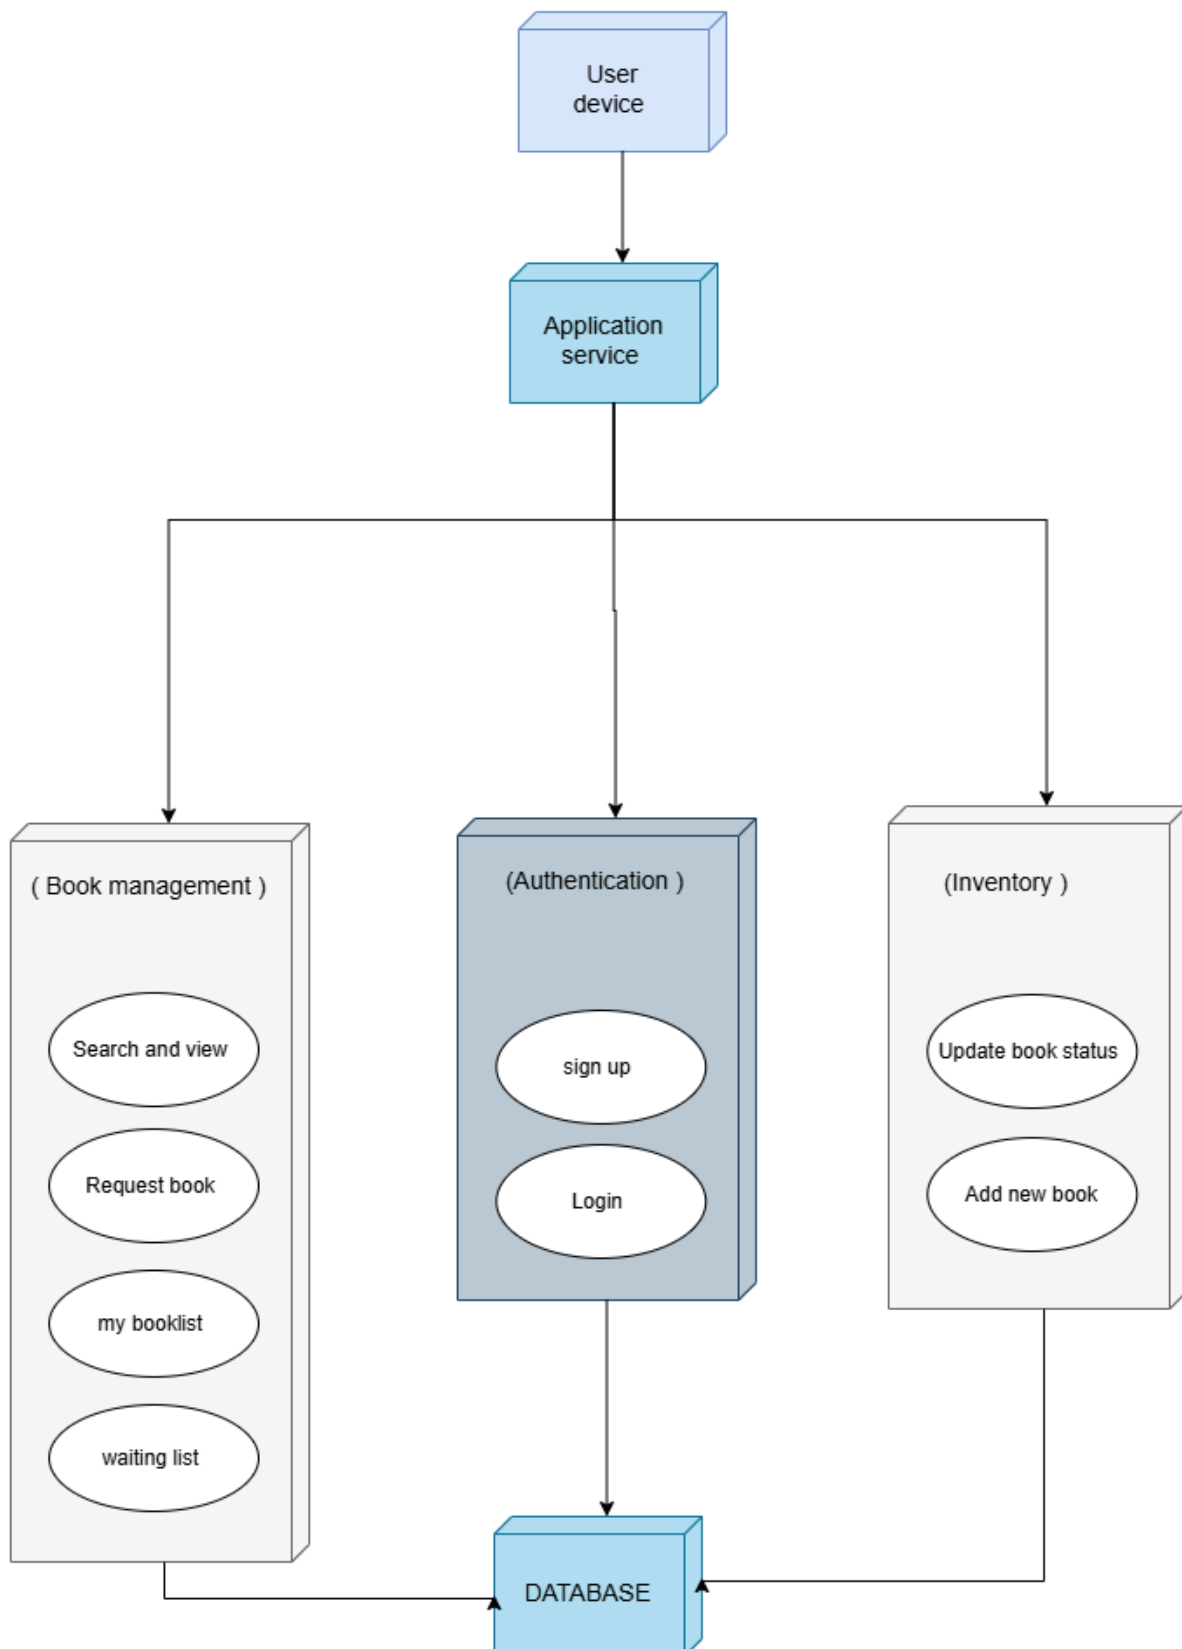 User
device
Application
service
( Book management )
(Authentication )
(Inventory )
Search and view
Request book
my booklist
waiting list
sign up
Login
Update book status
Add new book
DATABASE